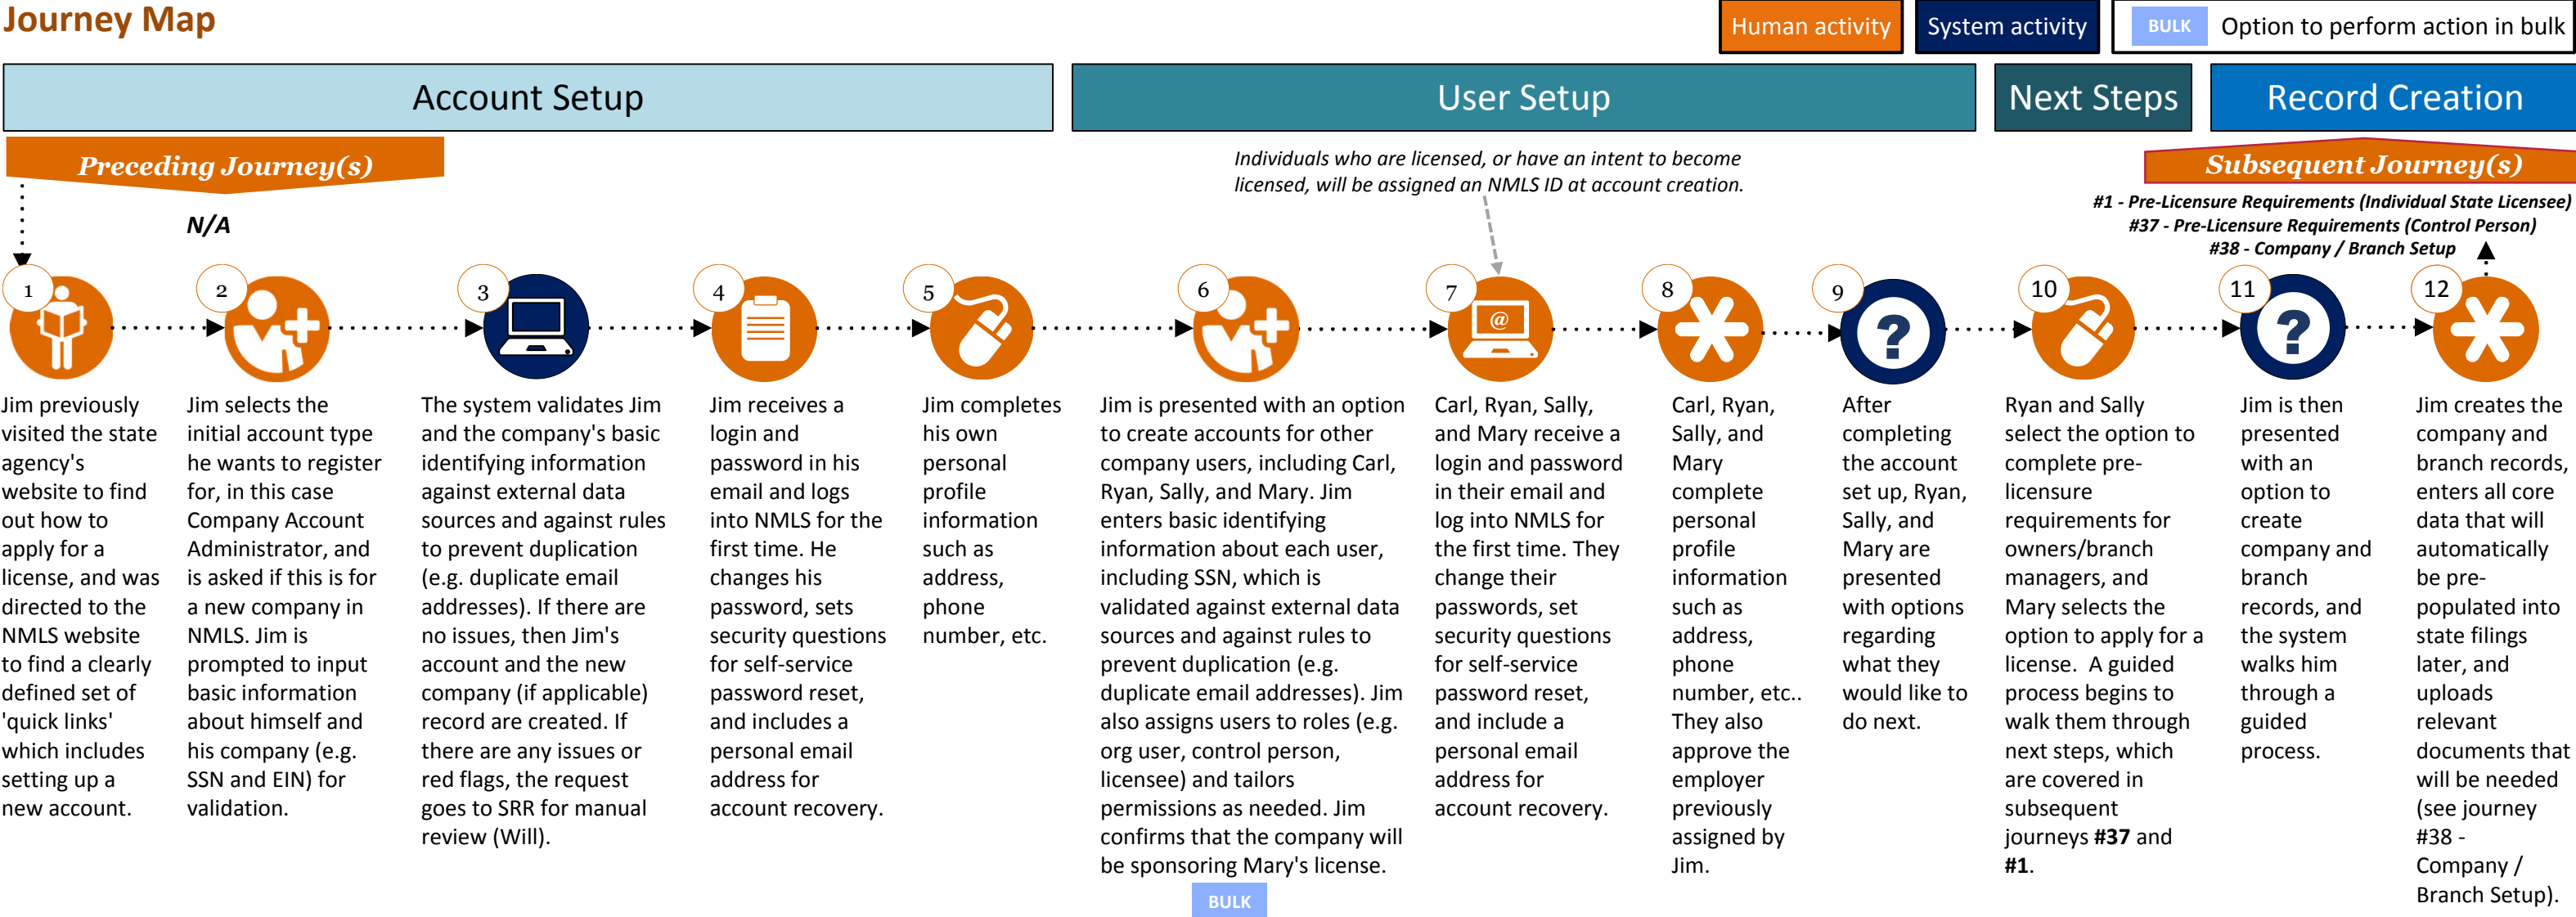 Journey Map
Human activity
System activity
BULK Option to perform action in bulk
Account Setup
User Setup
Next Steps
Record Creation
Preceding Journey(s)
N/A
Individuals who are licensed, or have an intent to become
licensed, will be assigned an NMLS ID at account creation.
Subsequent Journey(s)
#1 - Pre-Licensure Requirements (Individual State Licensee)
#37 - Pre-Licensure Requirements (Control Person)
#38 - Company / Branch Setup
1
Jim previously
visited the state
agency's
website to find
out how to
apply for a
license, and was
directed to the
NMLS website
to find a clearly
defined set of
'quick links'
which includes
setting up a
new account.
2
Jim selects the
initial account type
he wants to register
for, in this case
Company Account
Administrator, and
is asked if this is for
a new company in
NMLS. Jim is
prompted to input
basic information
about himself and
his company (e.g.
SSN and EIN) for
validation.
3
The system validates Jim
and the company's basic
identifying information
against external data
sources and against rules
to prevent duplication
(e.g. duplicate email
addresses). If there are
no issues, then Jim's
account and the new
company (if applicable)
record are created. If
there are any issues or
red flags, the request
goes to SRR for manual
review (Will).
4
Jim receives a
login and
password in his
email and logs
into NMLS for the
first time. He
changes his
password, sets
security questions
for self-service
password reset,
and includes a
personal email
address for
account recovery.
5
Jim completes
his own
personal
profile
information
such as
address,
phone
number, etc.
6
Jim is presented with an option
to create accounts for other
company users, including Carl,
Ryan, Sally, and Mary. Jim
enters basic identifying
information about each user,
including SSN, which is
validated against external data
sources and against rules to
prevent duplication (e.g.
duplicate email addresses). Jim
also assigns users to roles (e.g.
org user, control person,
licensee) and tailors
permissions as needed. Jim
confirms that the company will
be sponsoring Mary's license.
BULK
7
@
Carl, Ryan, Sally,
and Mary receive a
login and password
in their email and
log into NMLS for
the first time. They
change their
passwords, set
security questions
for self-service
password reset,
and include a
personal email
address for
account recovery.
8
Carl, Ryan,
Sally, and
Mary
complete
personal
profile
information
such as
address,
phone
number, etc..
They also
approve the
employer
previously
assigned by
Jim.
9
?
After
completing
the account
set up, Ryan,
Sally, and
Mary are
presented
with options
regarding
what they
would like to
do next.
10
Ryan and Sally
select the option to
complete pre-
licensure
requirements for
owners/branch
managers, and
Mary selects the
option to apply for a
license. A guided
process begins to
walk them through
next steps, which
are covered in
subsequent
journeys #37 and
#1.
11
?
Jim is then
presented
with an
option to
create
company and
branch
records, and
the system
walks him
through a
guided
process.
12
Jim creates the
company and
branch records,
enters all core
data that will
automatically
be pre-
populated into
state filings
later, and
uploads
relevant
documents that
will be needed
(see journey
#38 -
Company /
Branch Setup).